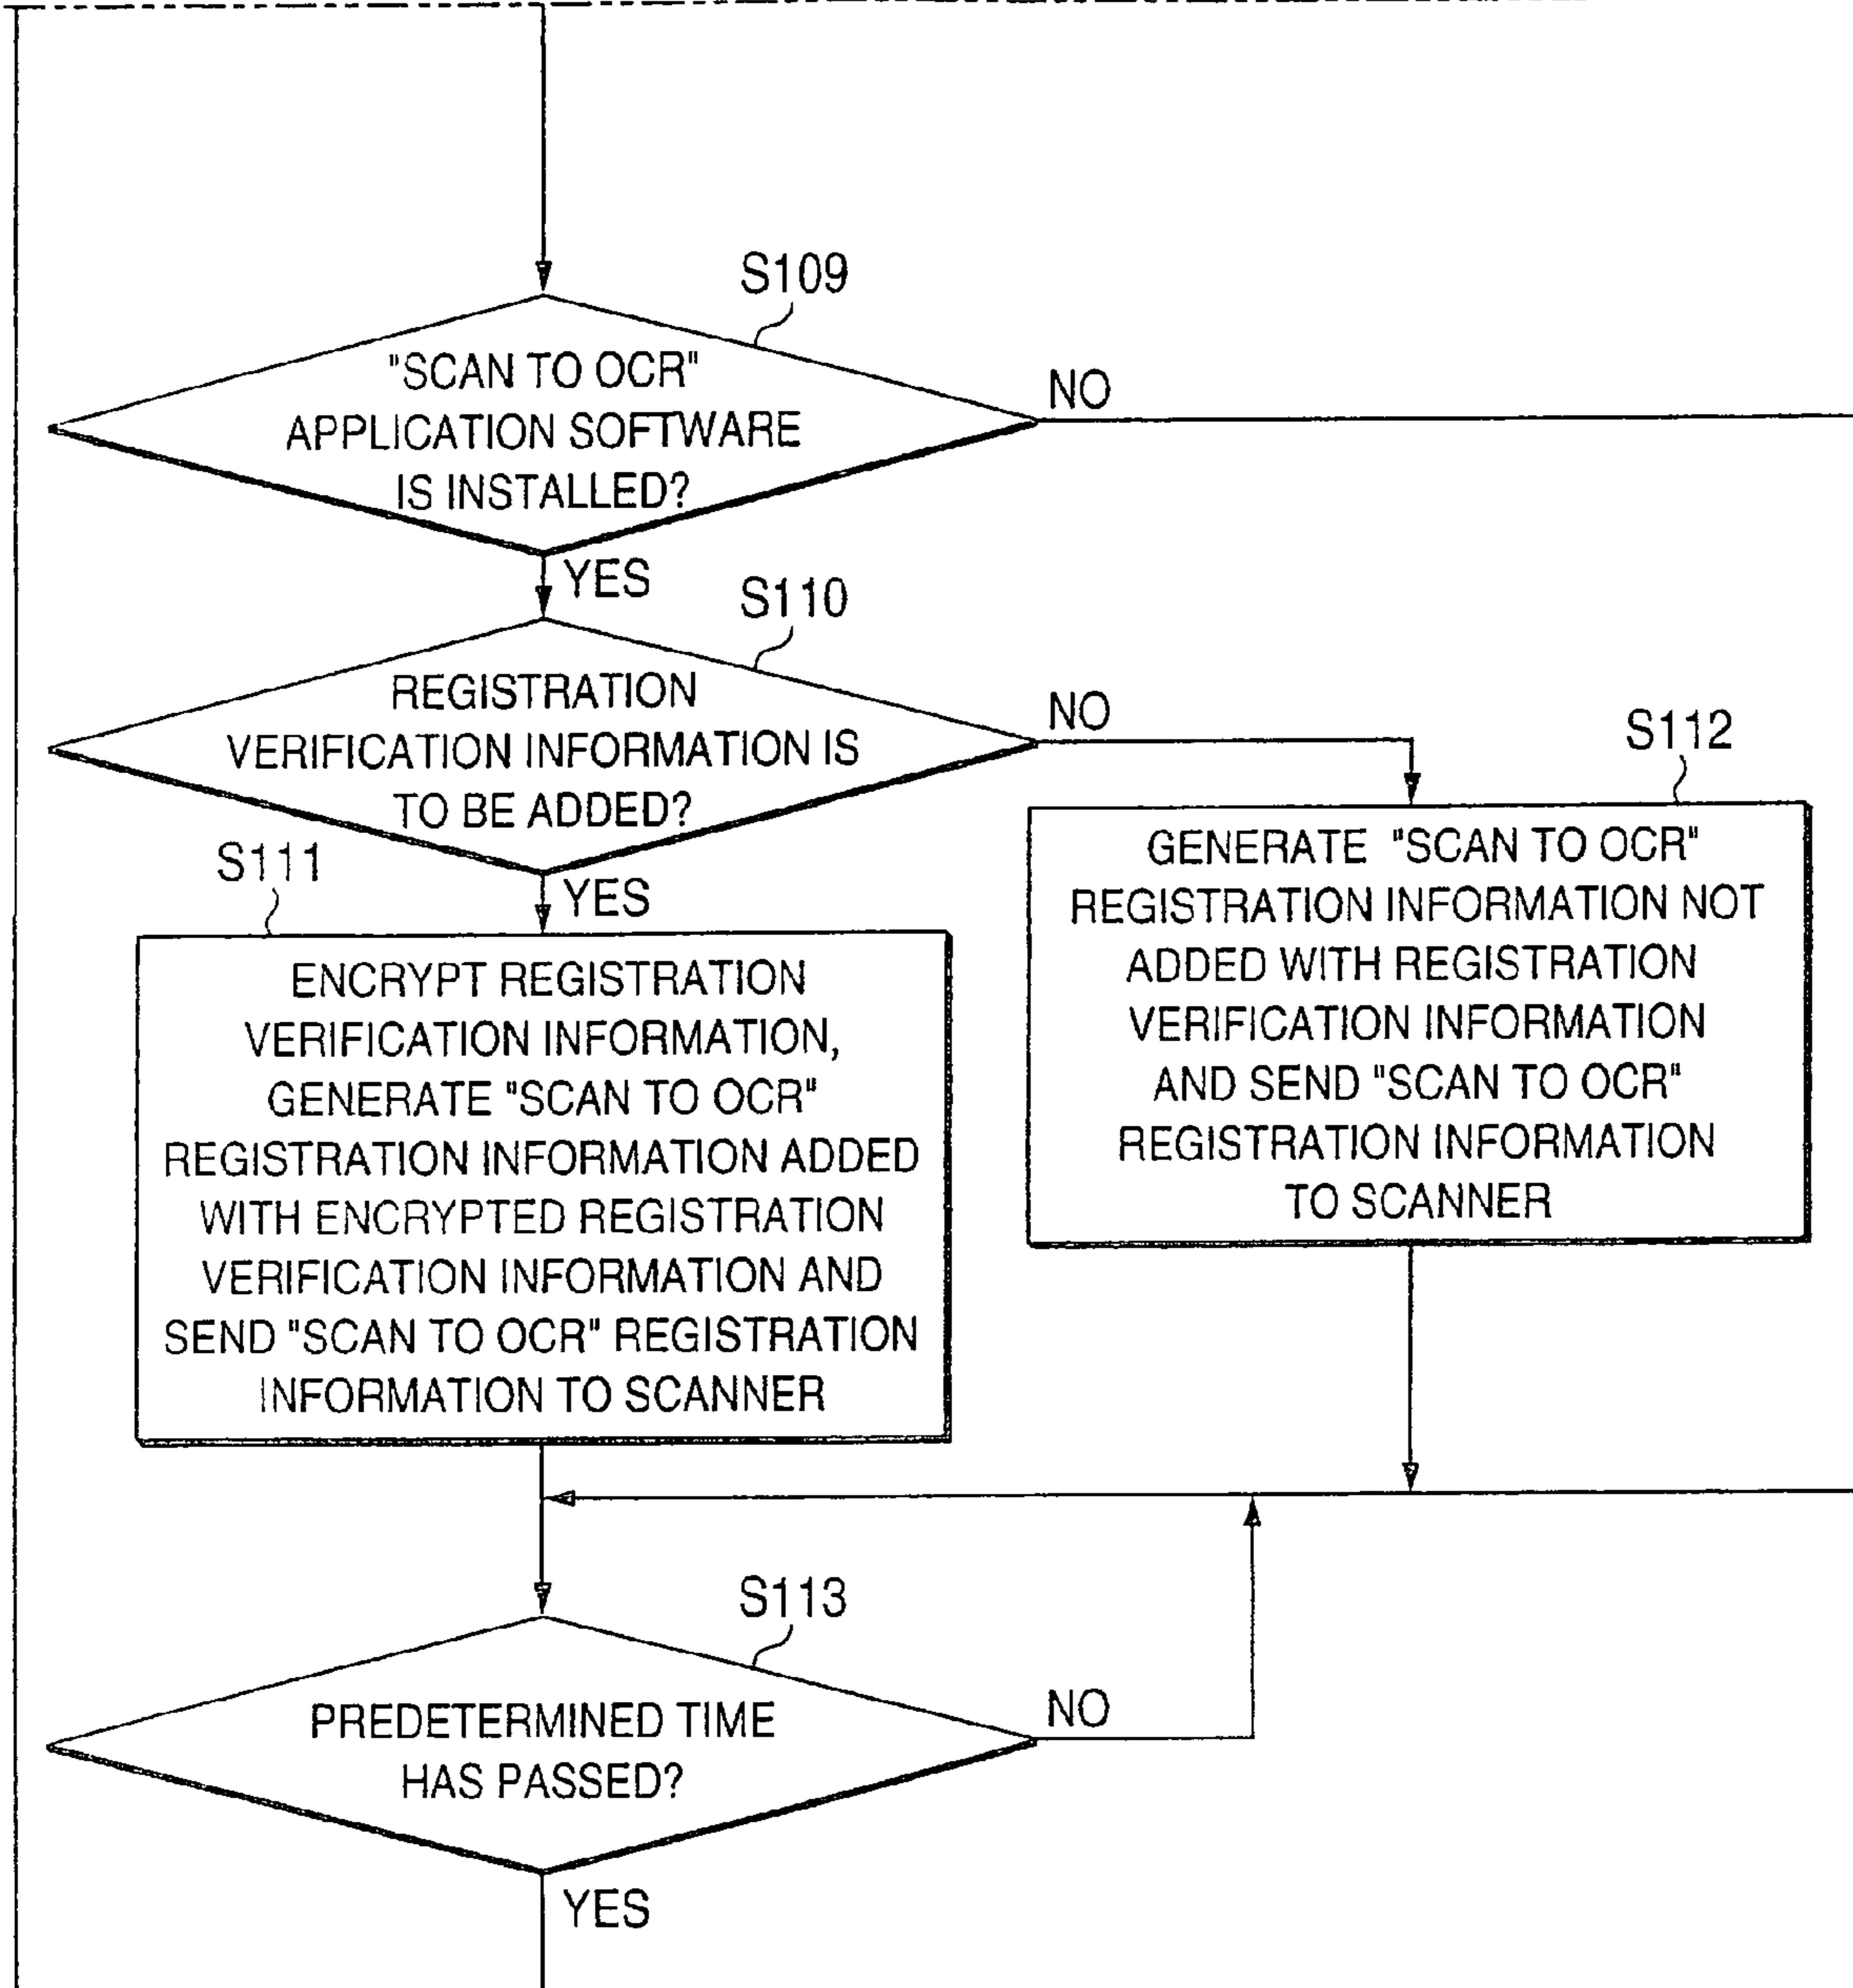 S109
"SCAN TO OCR"
APPLICATION SOFTWARE
IS INSTALLED?
NO
YES
S110
REGISTRATION
VERIFICATION INFORMATION IS
TO BE ADDED?
NO
YES
S112
GENERATE "SCAN TO OCR"
REGISTRATION INFORMATION NOT
ADDED WITH REGISTRATION
VERIFICATION INFORMATION
AND SEND "SCAN TO OCR"
REGISTRATION INFORMATION
TO SCANNER
S111
ENCRYPT REGISTRATION
VERIFICATION INFORMATION,
GENERATE "SCAN TO OCR"
REGISTRATION INFORMATION ADDED
WITH ENCRYPTED REGISTRATION
VERIFICATION INFORMATION AND
SEND "SCAN TO OCR" REGISTRATION
INFORMATION TO SCANNER
S113
PREDETERMINED TIME
HAS PASSED?
NO
YES